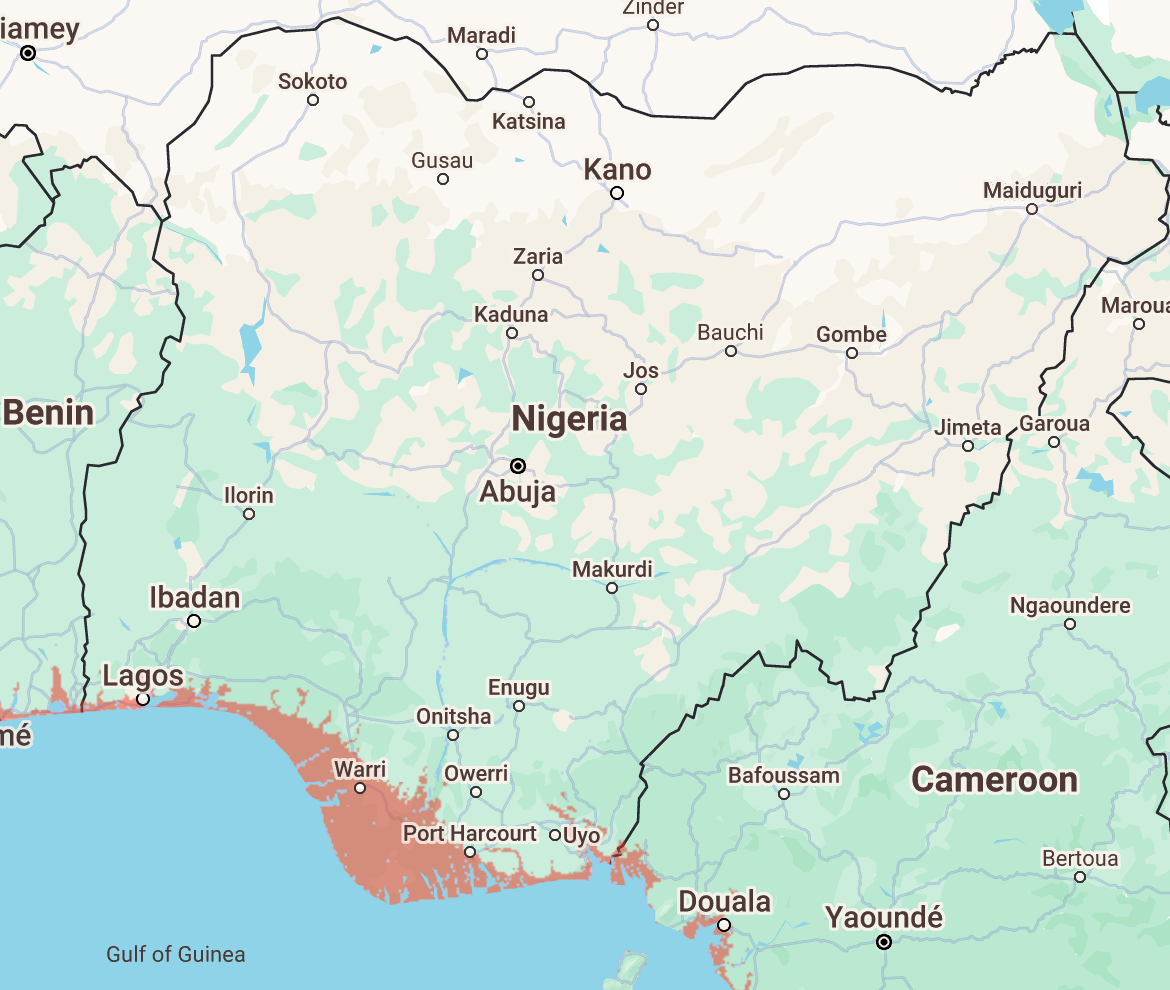 Zinder
iamey
Maradi
Sokoto
Katsina
Gusau
Kano
Maiduguri
Zaria
Kaduna
Maroua
Bauchi
Gombe
Jos
Benin
Nigeria
Jimeta
Garoua
Abuja
Ilorin
Makurdi
Ibadan
Ngaoundere
Lagos
Enugu
Onitsha
mé
Warri
Owerri
Bafoussam
Cameroon
Port Harcourt
Uyo
Bertoua
Douala
Yaoundé
Gulf of Guinea